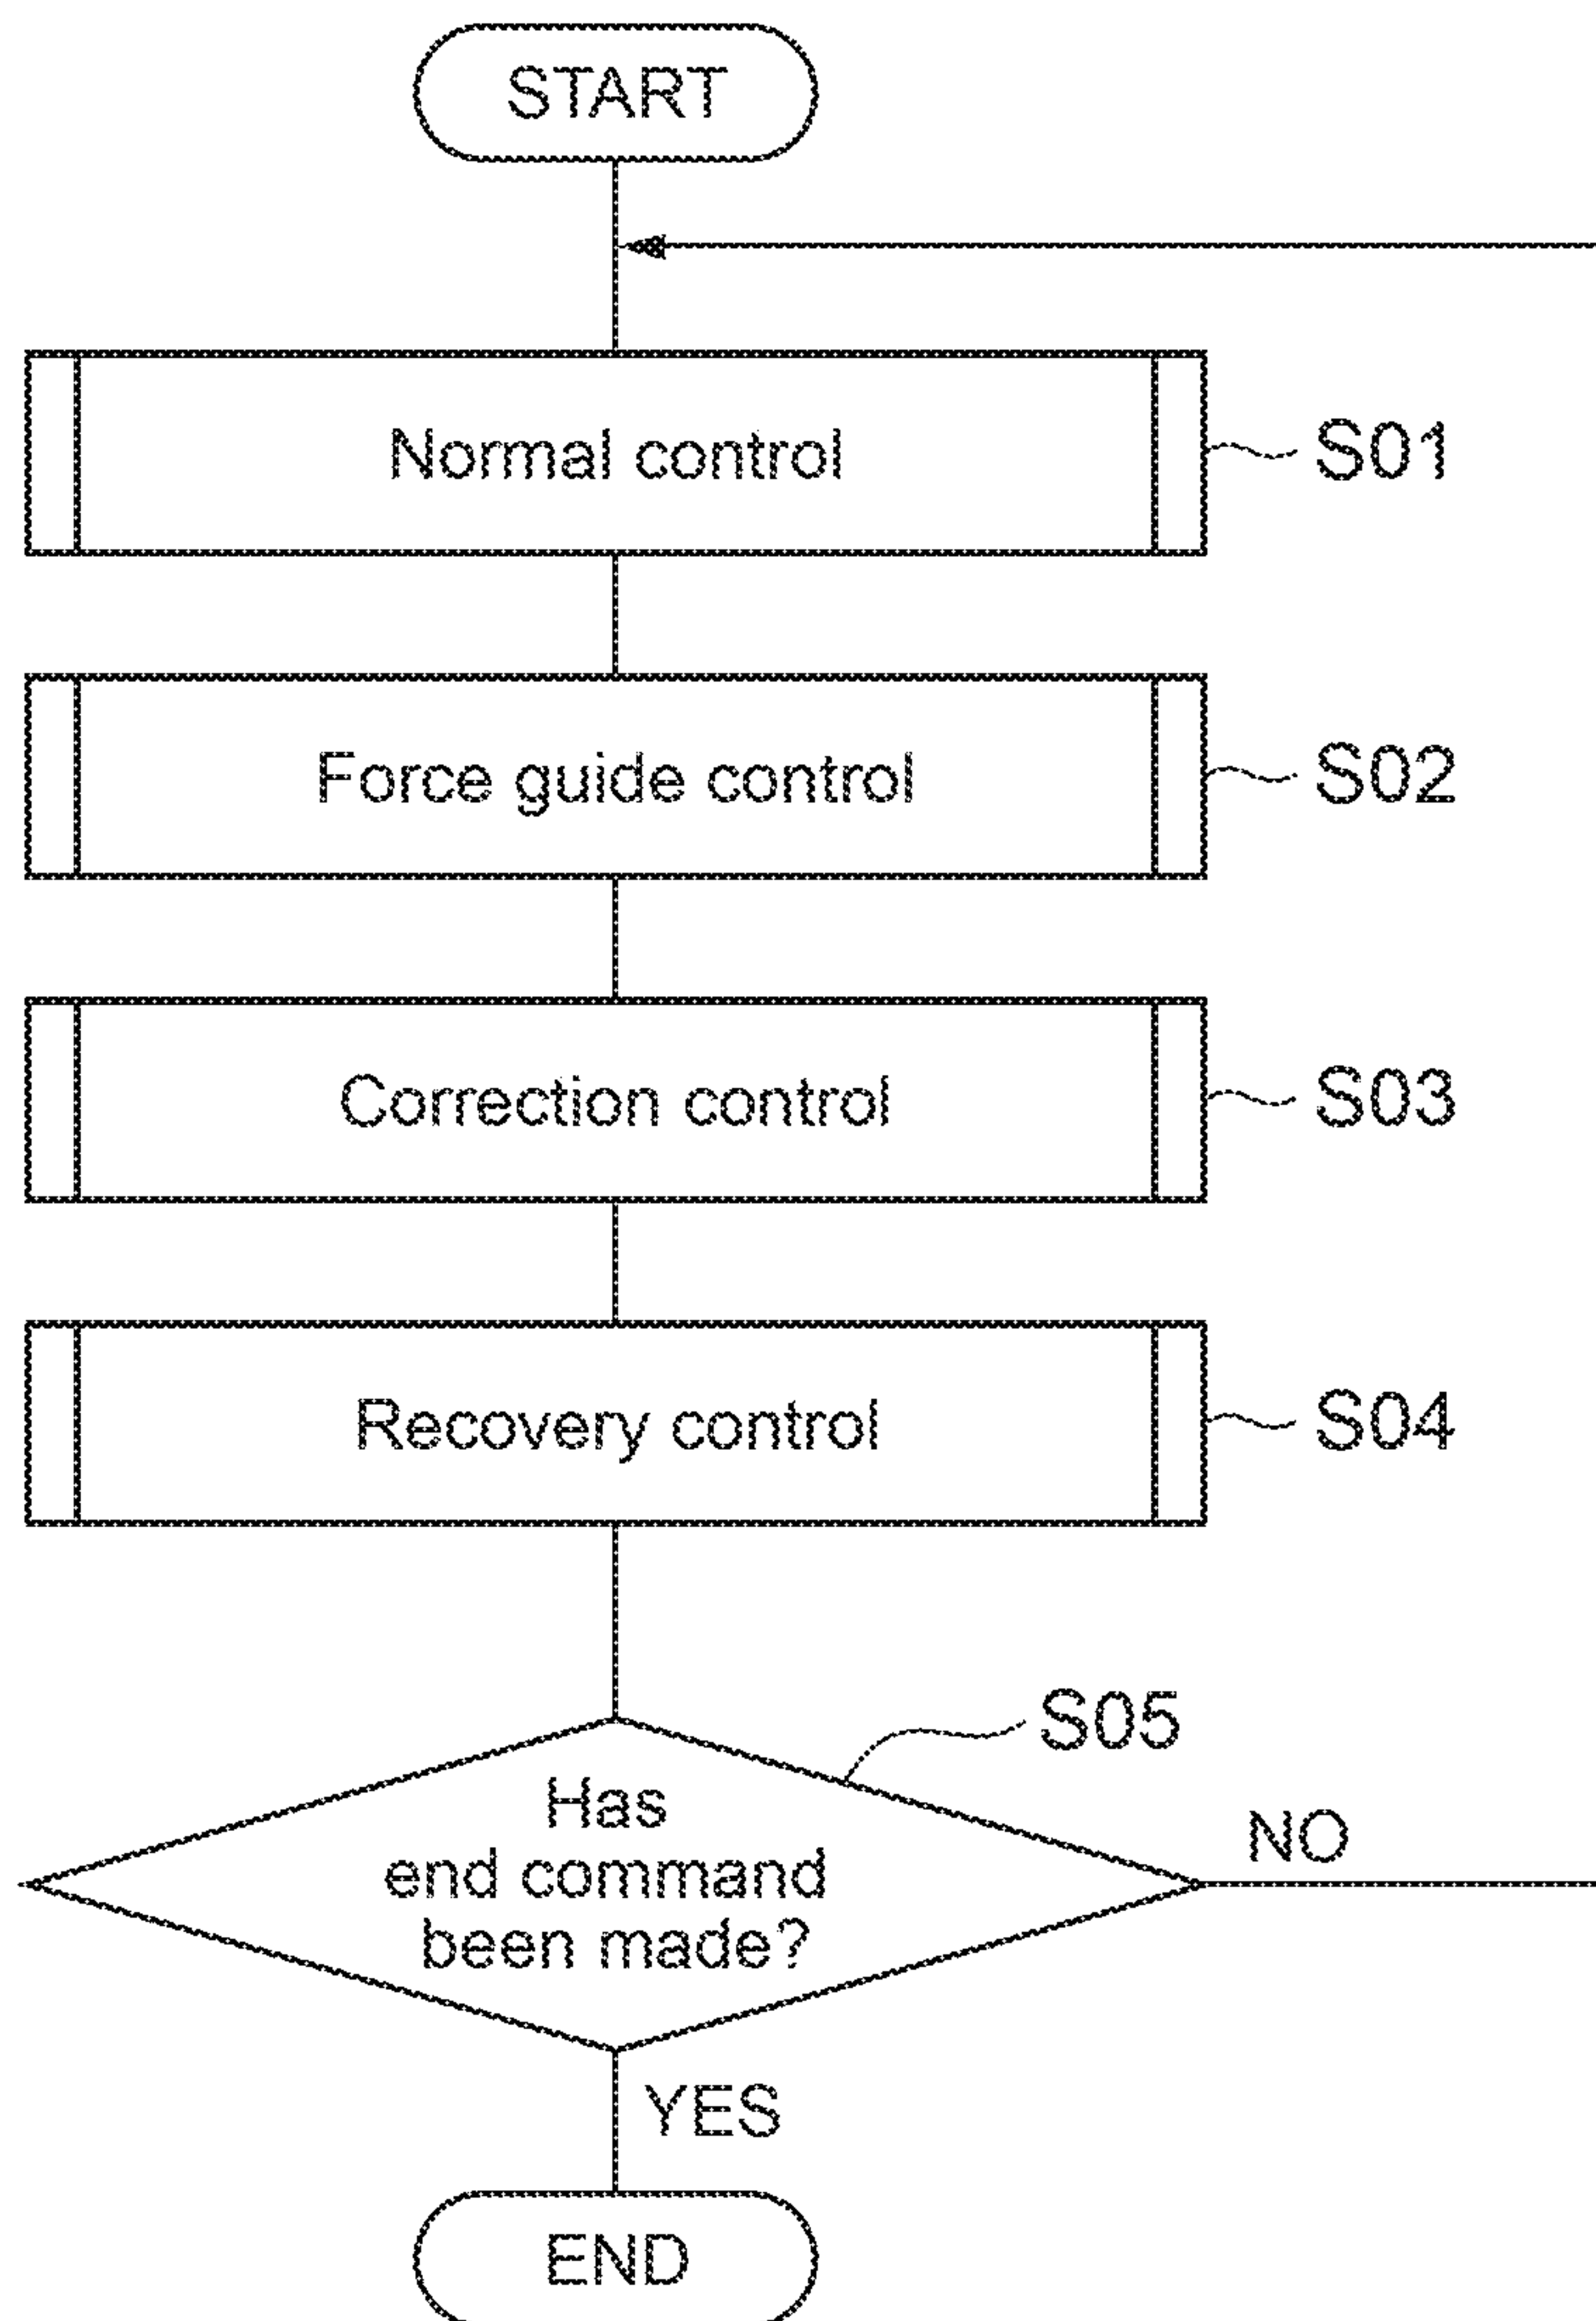 START
Normal control
S01
Force guide control
S02
Correction control
S03
Recovery control
S04
S05
Has
end command
been made?
NO
YES
END